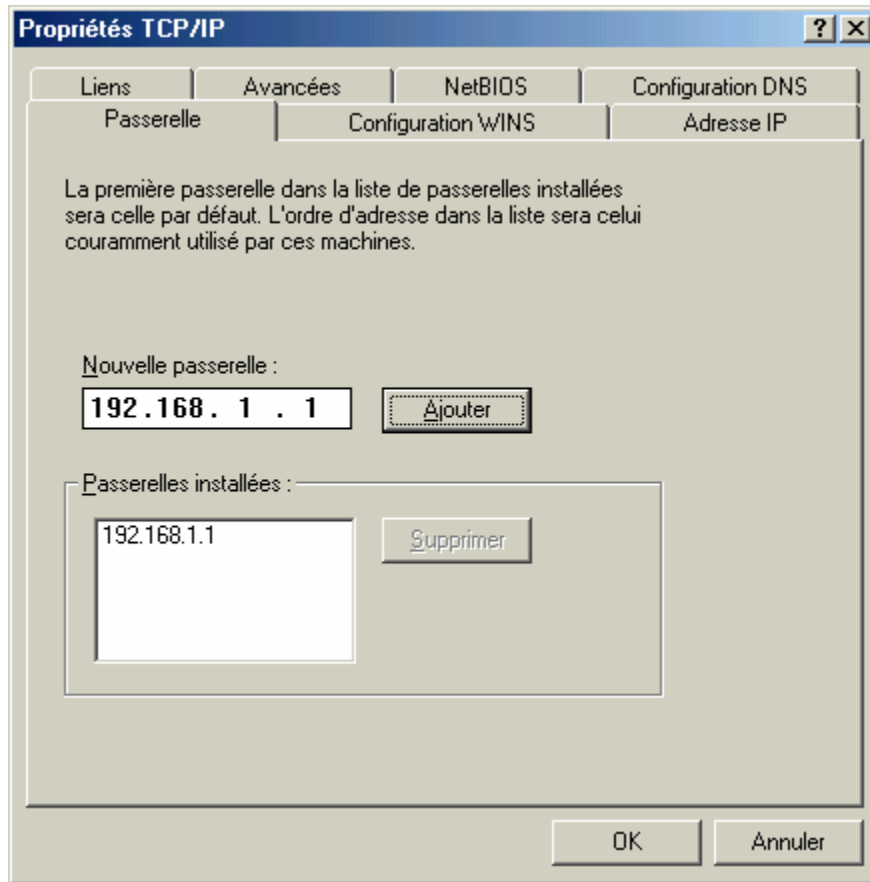 Propriétés TCP/IP
Liens
Avancées
NetBIOS
Configuration DNS
Passerelle
Configuration WINS
Adresse IP
La première passerelle dans la liste de passerelles installées
sera celle par défaut. L'ordre d'adresse dans la liste sera celui
couramment utilisé par ces machines.
Nouvelle passerelle :
192.168. 1 . 1
Ajouter
Passerelles installées :
192.168.1.1
Supprimer
OK
Annuler